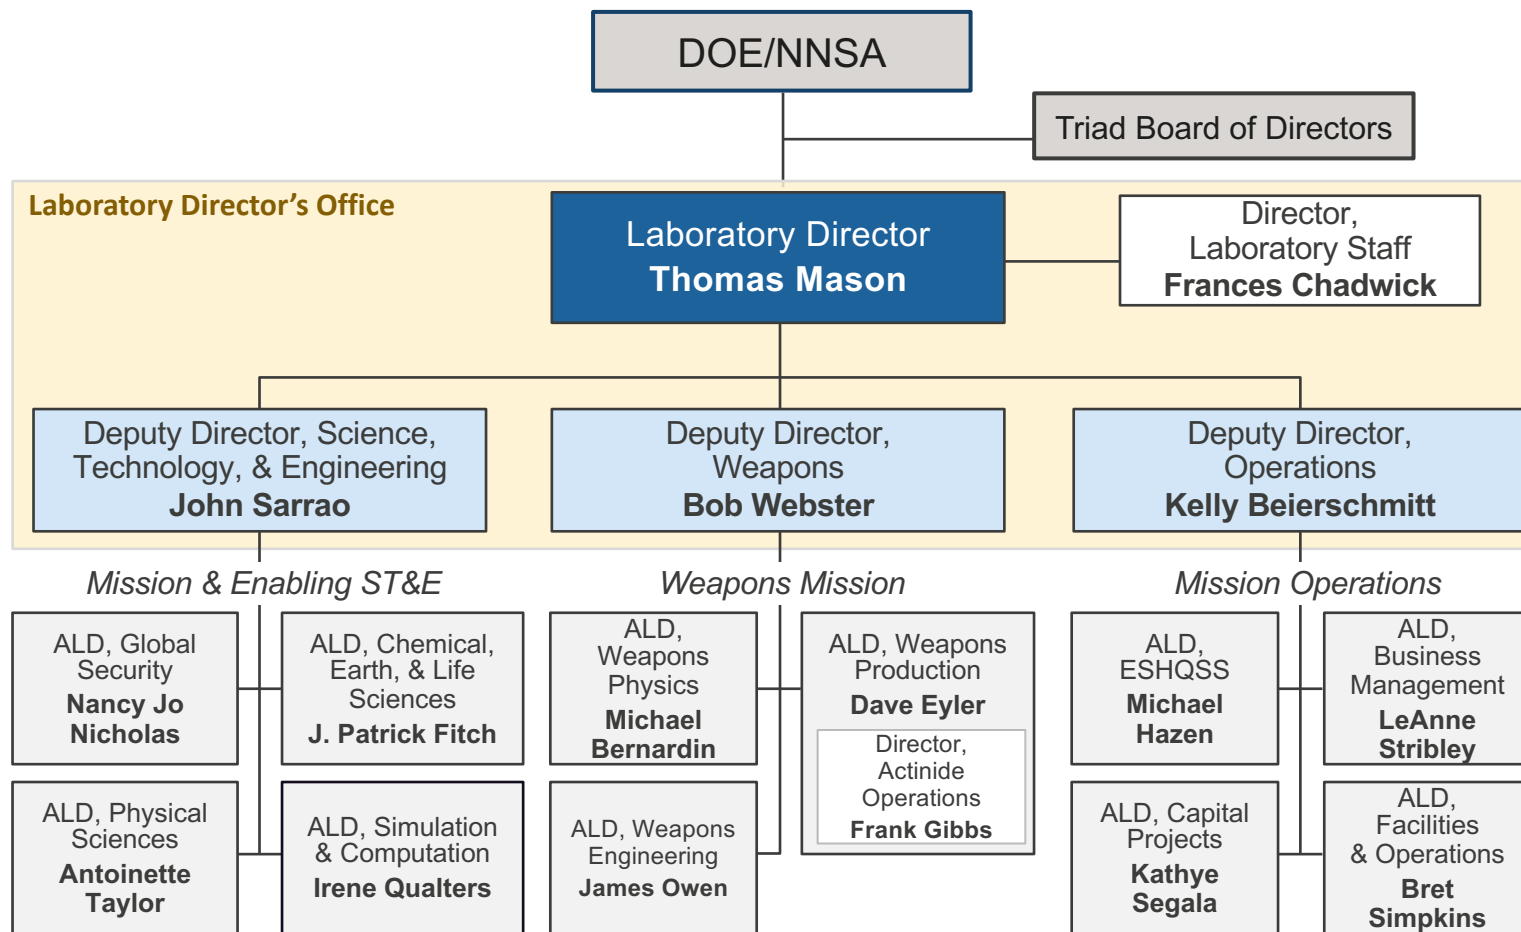 DOE/NNSA
Triad Board of Directors
Laboratory Director’s Office
Laboratory Director
Thomas Mason
Director,
Laboratory Staff
Frances Chadwick
Deputy Director, Science,
Technology, & Engineering
John Sarrao
Deputy Director,
Weapons
Bob Webster
Deputy Director,
Operations
Kelly Beierschmitt
Mission & Enabling ST&E
ALD, Global
Security
Nancy Jo
Nicholas
ALD, Chemical,
Earth, & Life
Sciences
J. Patrick Fitch
ALD, Physical
Sciences
Antoinette
Taylor
ALD, Simulation
& Computation
Irene Qualters
Weapons Mission
ALD,
Weapons
Physics
Michael
Bernardin
ALD, Weapons
Production
Dave Eyler
Director,
Actinide
Operations
Frank Gibbs
ALD, Weapons
Engineering
James Owen
Mission Operations
ALD,
ESHQSS
Michael
Hazen
ALD,
Business
Management
LeAnne
Stribley
ALD, Capital
Projects
Kathye
Segala
ALD,
Facilities
& Operations
Bret
Simpkins